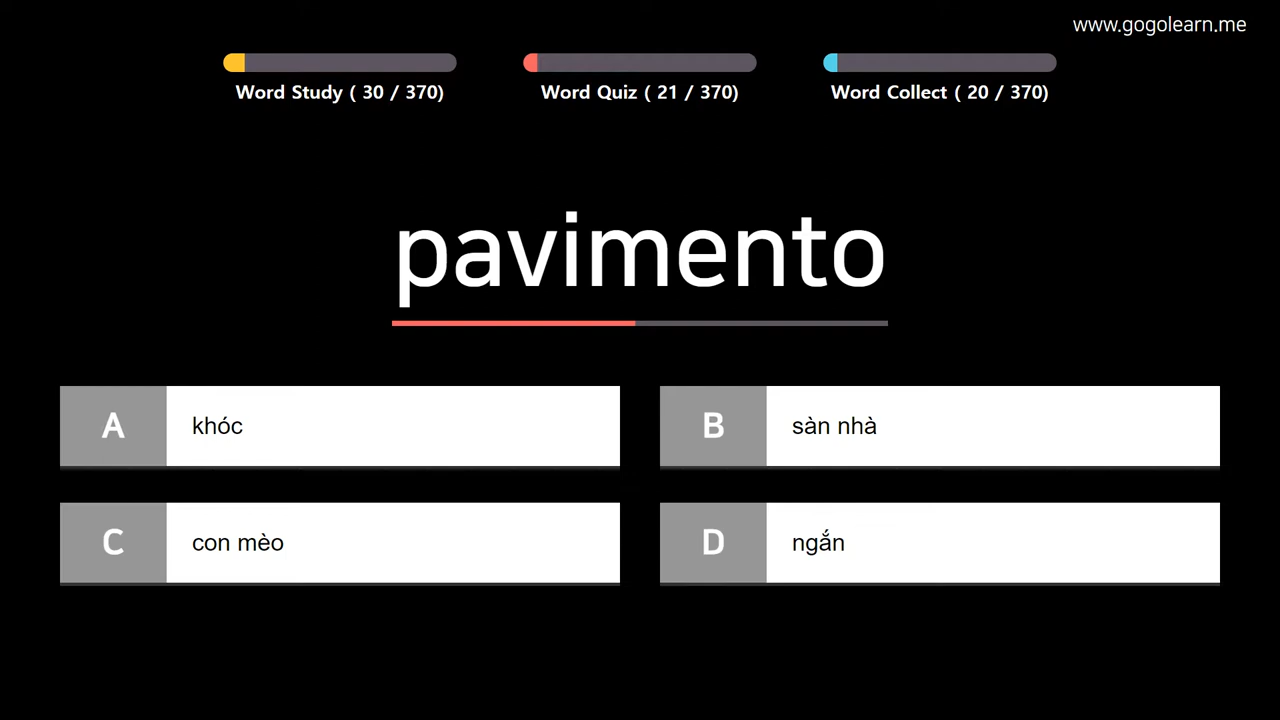 www.gogolearn.me
Word Study ( 30 / 370)
Word Quiz ( 21 / 370)
Word Collect ( 20 / 370)
pavimento
A khóc
B sàn nhà
C con mèo
D ngắn